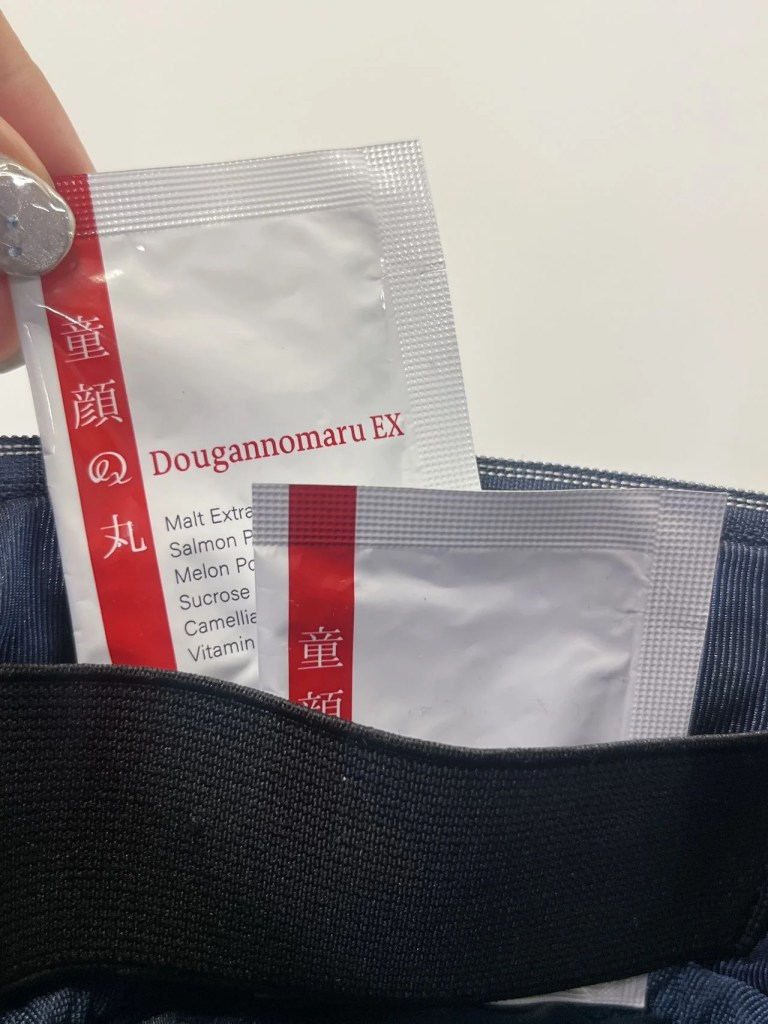 童顔の丸
Dougannomaru EX
Malt Extra
Salmon P
Melon Po
Sucrose
Camellia
Vitamin
童顔